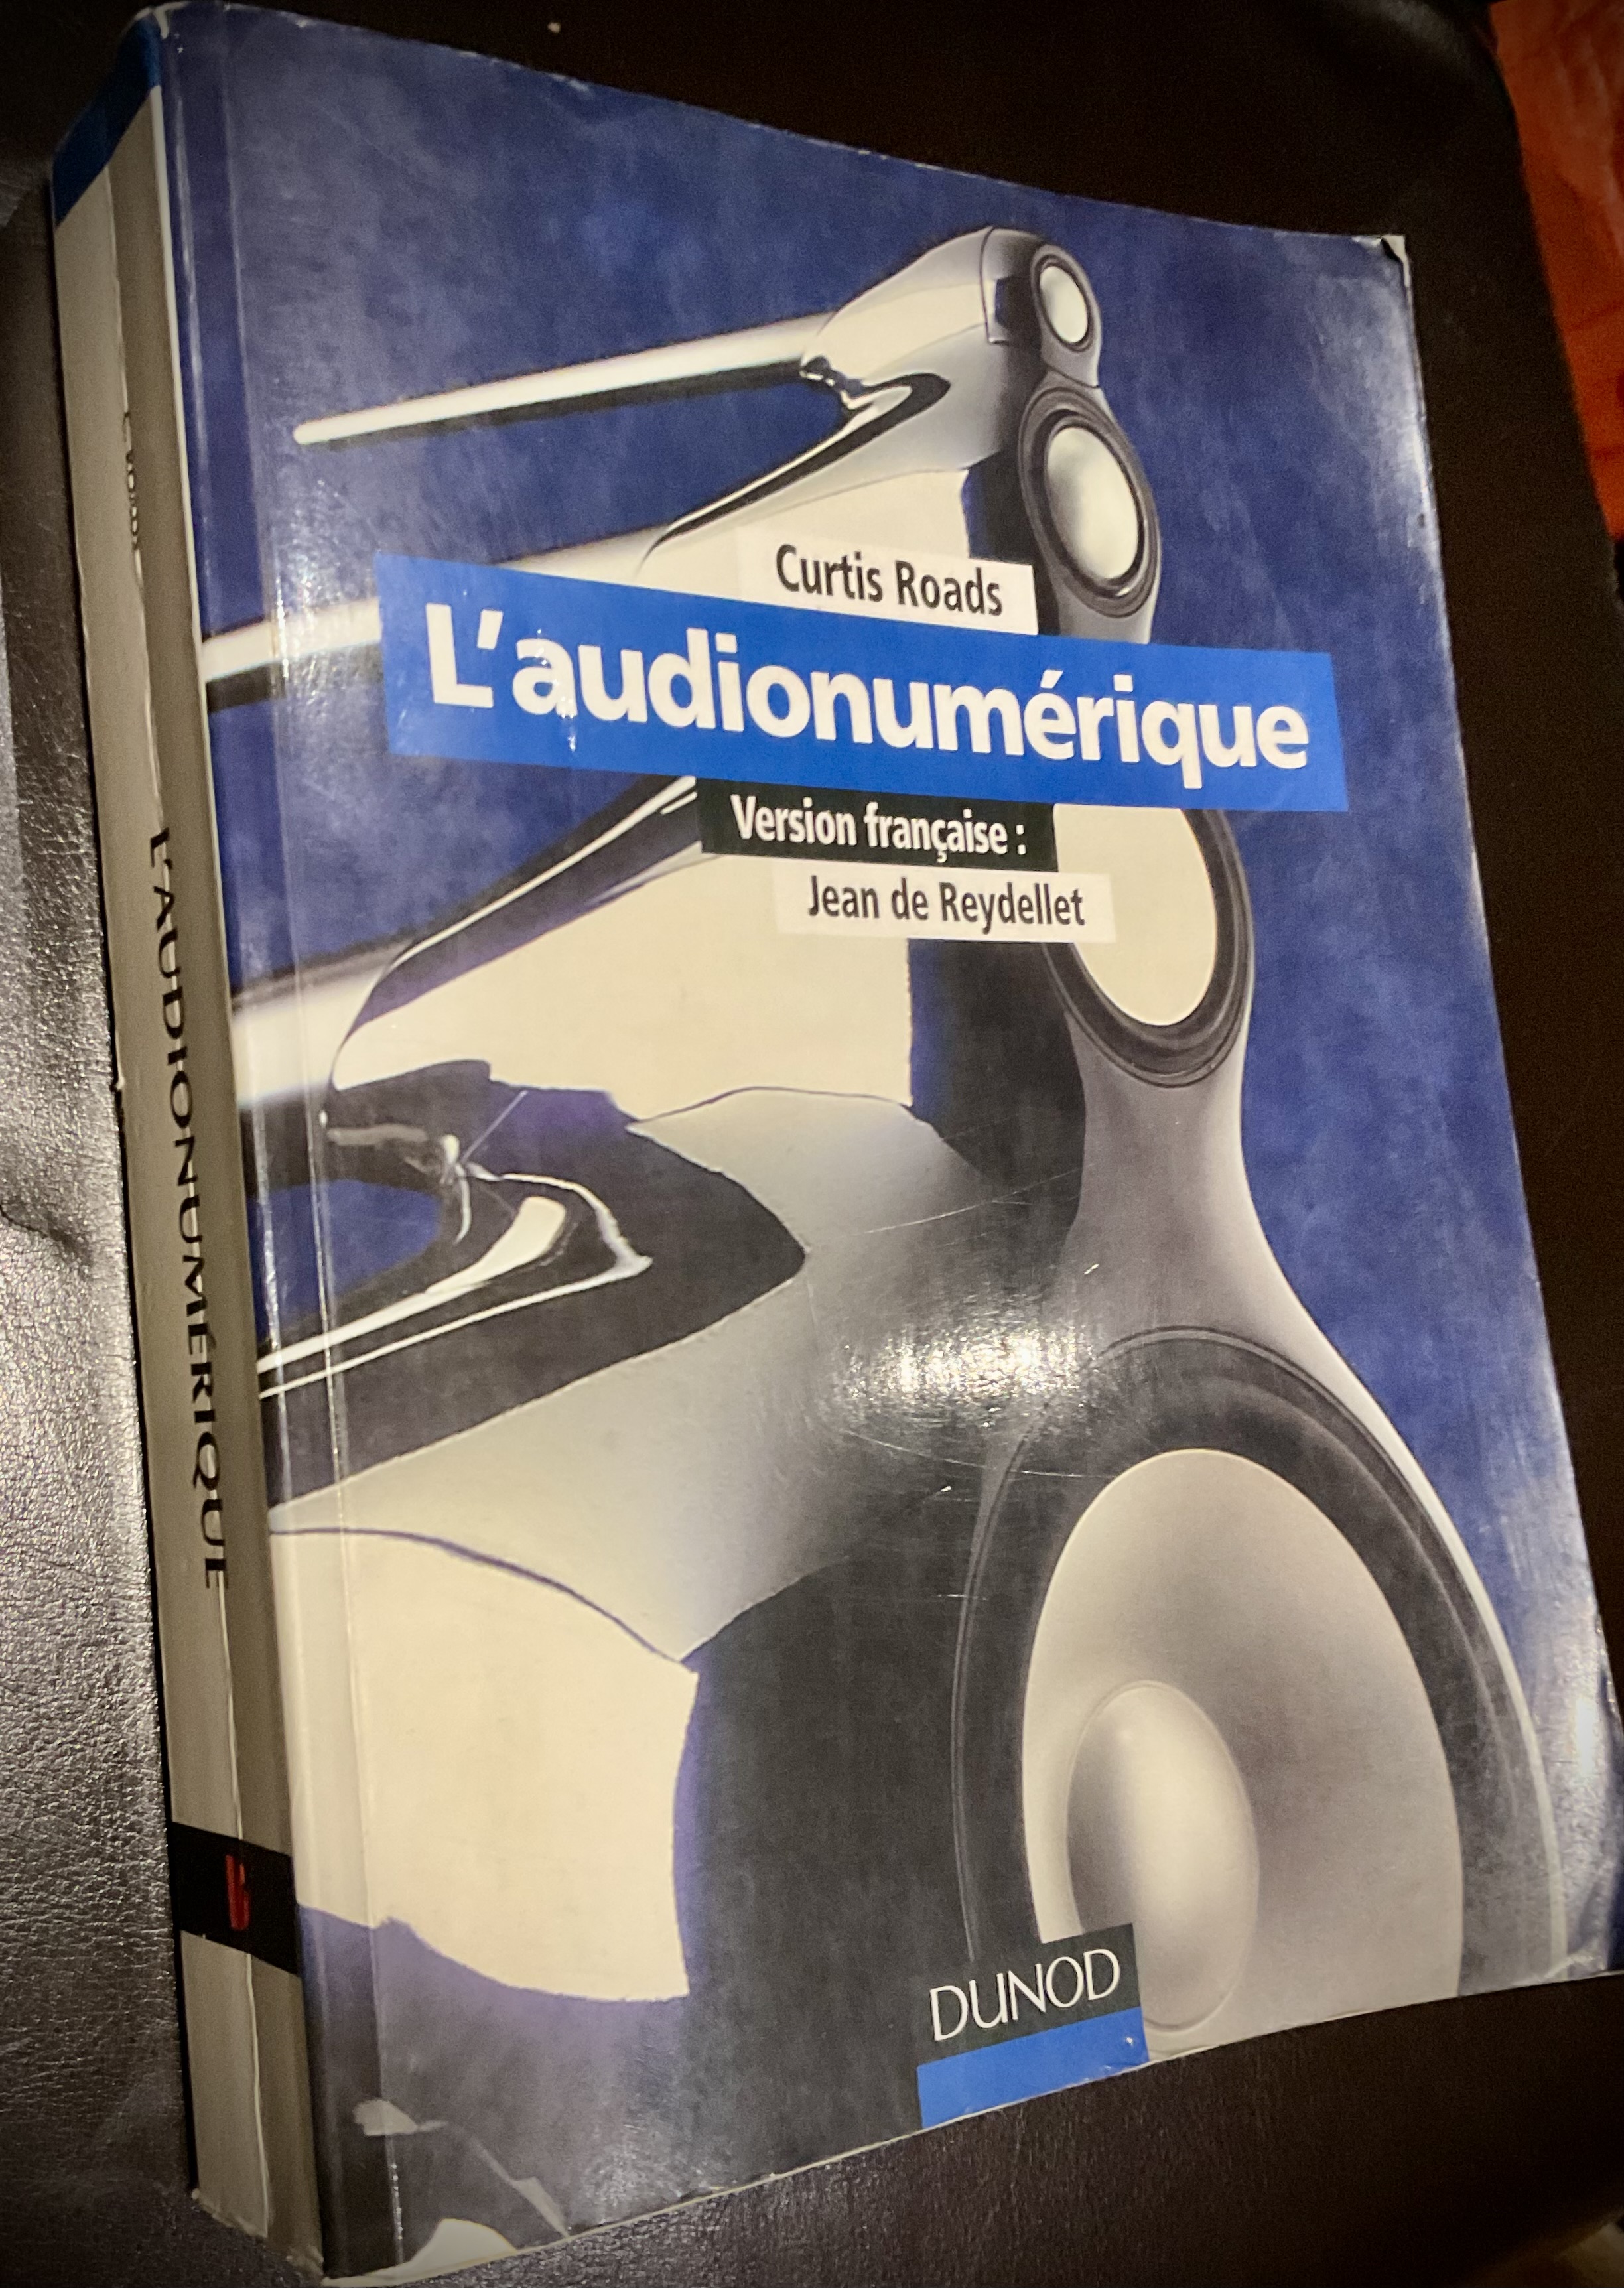 Curtis Roads
L'audionumérique
Version française :
Jean de Reydellet
DUNOD
L'AUDIONUMÉRIQUE